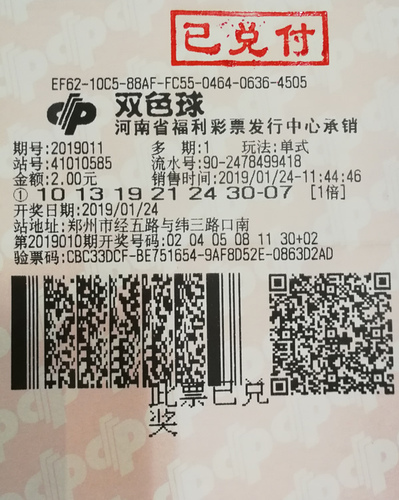 已兑付
EF62-10C5-88AF-FC55-0464-0636-4505
双色球
河南省福利彩票发行中心承销
期号:2019011 多 期:1 玩法:单式
站号:41010585 流水号:90-2478499418
金额:2.00元 销售时间:2019/01/24-11:44:46
① 10 13 19 21 24 30-07 [1倍]
开奖日期:2019/01/24
站地址:郑州市经五路与纬三路口南
第2019010期开奖号码:02 04 05 08 11 30+02
验票码:CBC33DCF-BE751654-9AF8D52E-0863D2AD
此票已兑
奖